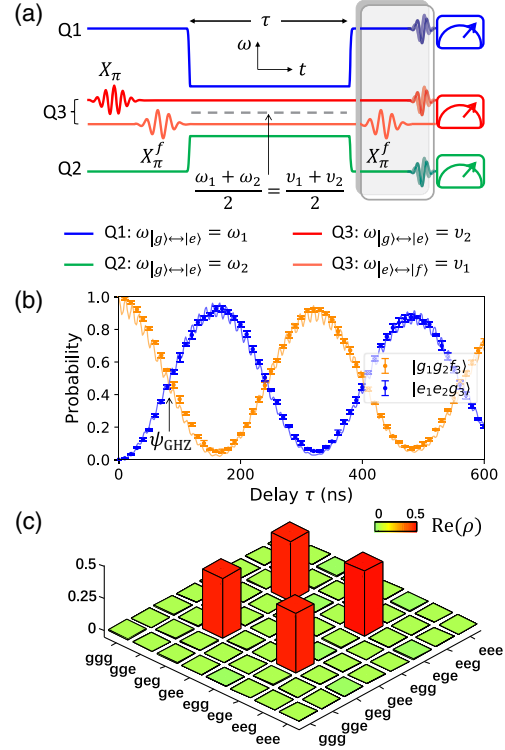 (a)
Q1
τ
ω
t
X_π
Q3
X_π^f
X_π^f
Q2
(ω₁ + ω₂)/2 = (υ₁ + υ₂)/2
Q1: ω_|g⟩↔|e⟩ = ω₁
Q3: ω_|g⟩↔|e⟩ = υ₂
Q2: ω_|g⟩↔|e⟩ = ω₂
Q3: ω_|e⟩↔|f⟩ = υ₁
(b)
1.0
0.8
0.6
0.4
0.2
0.0
Probability
|g₁g₂f₃⟩
|e₁e₂g₃⟩
ψ_GHZ
0
200
400
600
Delay τ (ns)
(c)
0
0.5
Re(ρ)
0.5
0.25
0
ggg
gge
geg
gee
egg
ege
eeg
eee
ggg
gge
geg
gee
egg
ege
eeg
eee